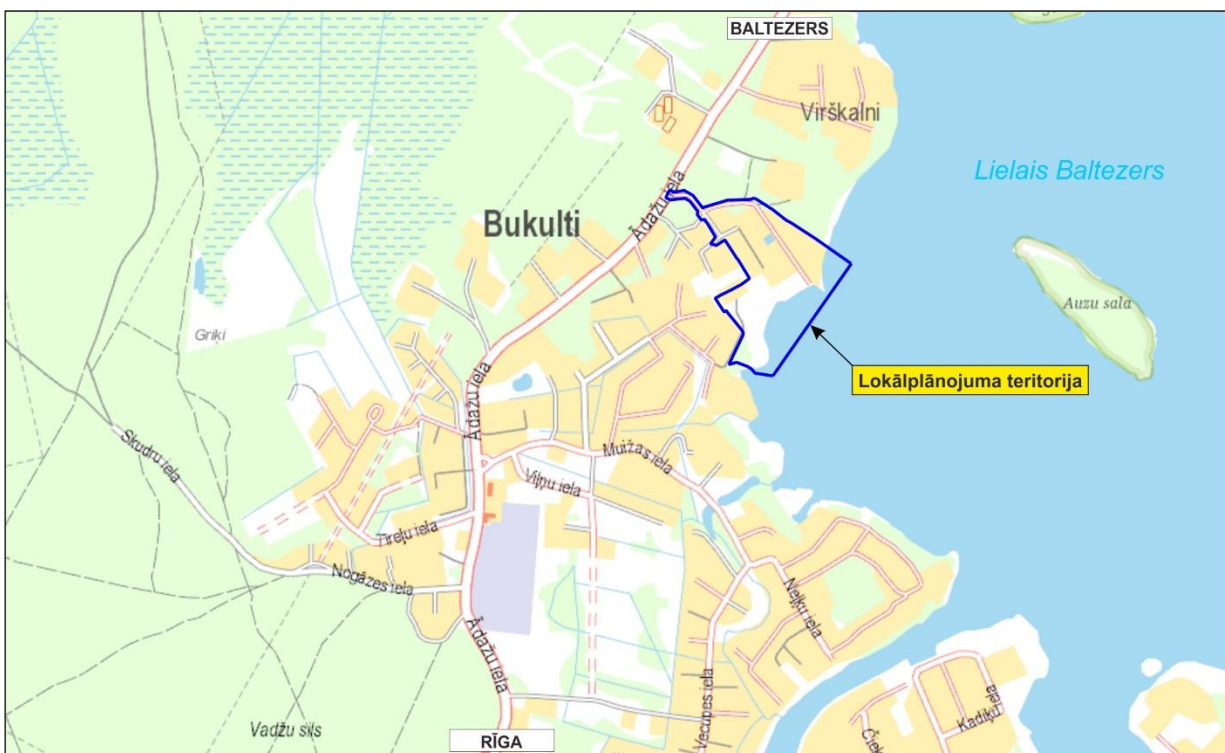 BALTEZERS
Virškalni
Lielais Baltezers
Ādažu iela
Bukulti
Auzu sala
Griķi
Lokālplānojuma teritorija
Ādažu iela
Skudru iela
Muižas iela
Viļņu iela
Tīreļu iela
Nogāzes iela
Neļķu iela
Ādažu iela
Vecupes iela
Kadiķu iela
Vadžu sils
RĪGA